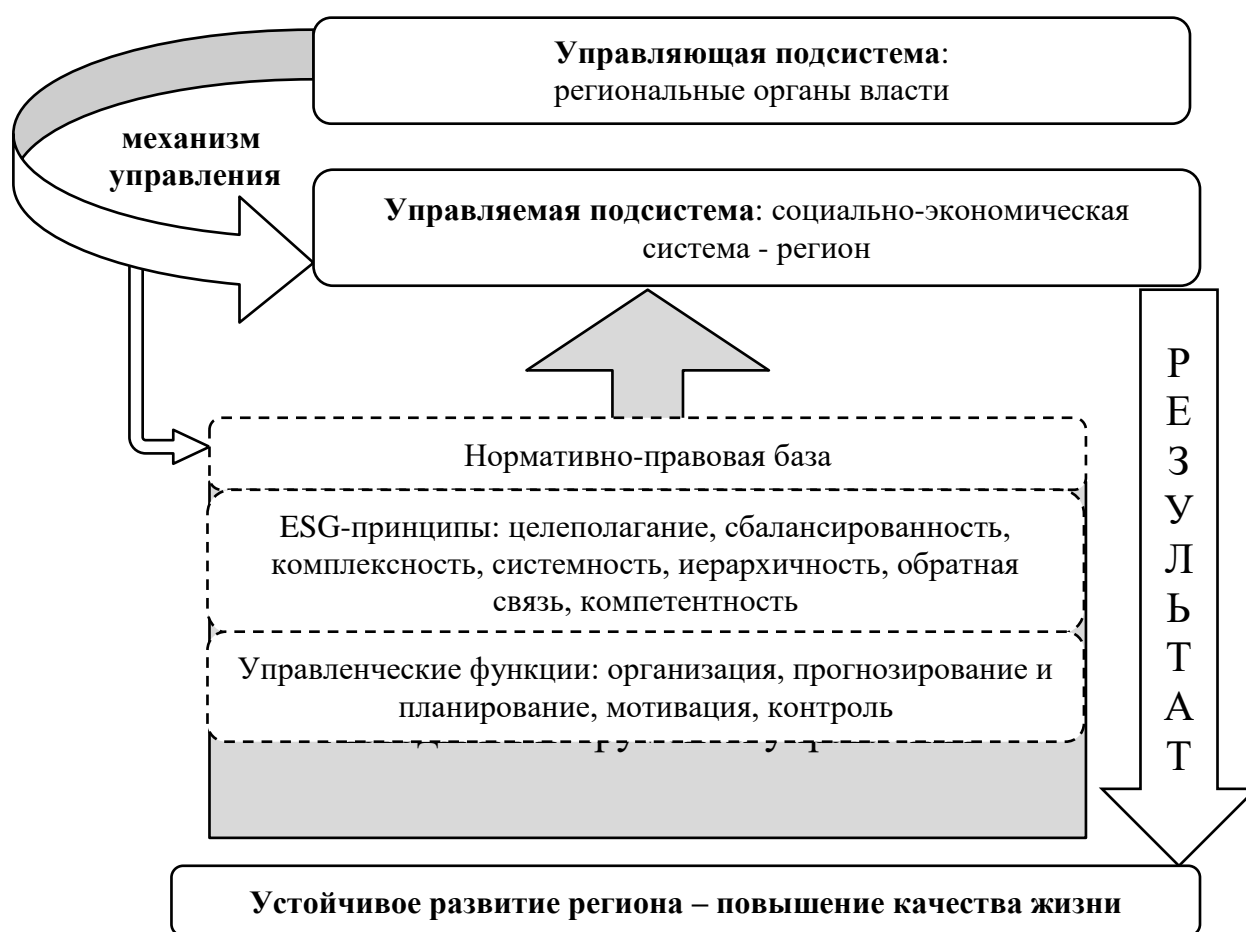 Управляющая подсистема:
региональные органы власти
механизм
управления
Управляемая подсистема: социально-экономическая
система - регион
Нормативно-правовая база
ESG-принципы: целеполагание, сбалансированность,
комплексность, системность, иерархичность, обратная
связь, компетентность
Управленческие функции: организация, прогнозирование и
планирование, мотивация, контроль
РЕЗУЛЬТАТ
Устойчивое развитие региона – повышение качества жизни